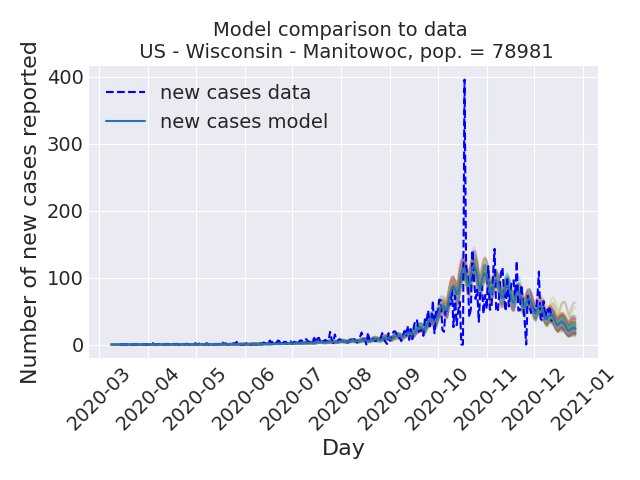 Model comparison to data
US - Wisconsin - Manitowoc, pop. = 78981
Number of new cases reported
400
300
200
100
0
new cases data
new cases model
2020-03
2020-04
2020-05
2020-06
2020-07
2020-08
2020-09
2020-10
2020-11
2020-12
2021-01
Day